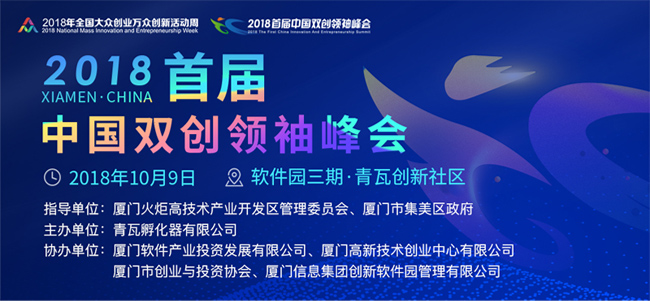 2018年全国大众创业万众创新活动周
2018 National Mass Innovation and Entrepreneurship Week
2018首届中国双创领袖峰会
2018 The First China Innovation And Entrepreneurship Summit
2018 首届
XIAMEN·CHINA
中国双创领袖峰会
2018年10月9日
软件园三期·青瓦创新社区
指导单位：厦门火炬高技术产业开发区管理委员会、厦门市集美区政府
主办单位：青瓦孵化器有限公司
协办单位：厦门软件产业投资发展有限公司、厦门高新技术创业中心有限公司
厦门市创业与投资协会、厦门信息集团创新软件园管理有限公司